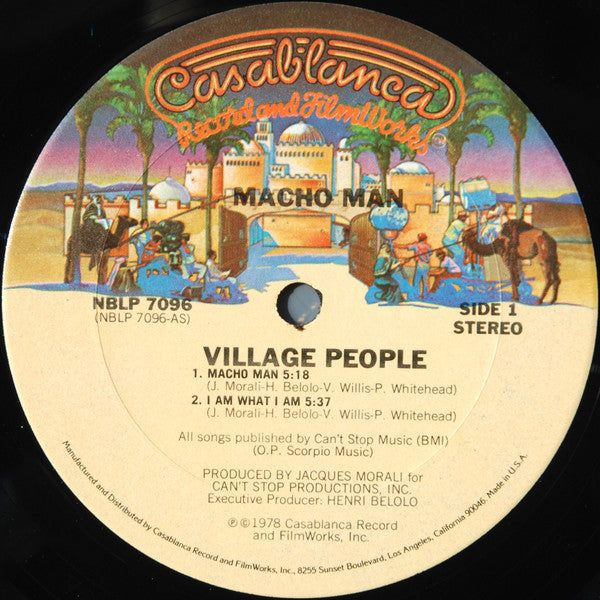 Casablanca
Record and FilmWorks
MACHO MAN
NBLP 7096
(NBLP 7096-AS)
SIDE 1
STEREO
VILLAGE PEOPLE
1. MACHO MAN 5:18
(J. Morali-H. Belolo-V. Willis-P. Whitehead)
2. I AM WHAT I AM 5:37
(J. Morali-H. Belolo-V. Willis-P. Whitehead)
All songs published by Can't Stop Music (BMI)
(O.P. Scorpio Music)
PRODUCED BY JACQUES MORALI for
CAN'T STOP PRODUCTIONS, INC.
Executive Producer: HENRI BELOLO
℗©1978 Casablanca Record
and FilmWorks, Inc.
Manufactured and Distributed by Casablanca Record and FilmWorks, Inc., 8255 Sunset Boulevard, Los Angeles, California 90046. Made in U.S.A.